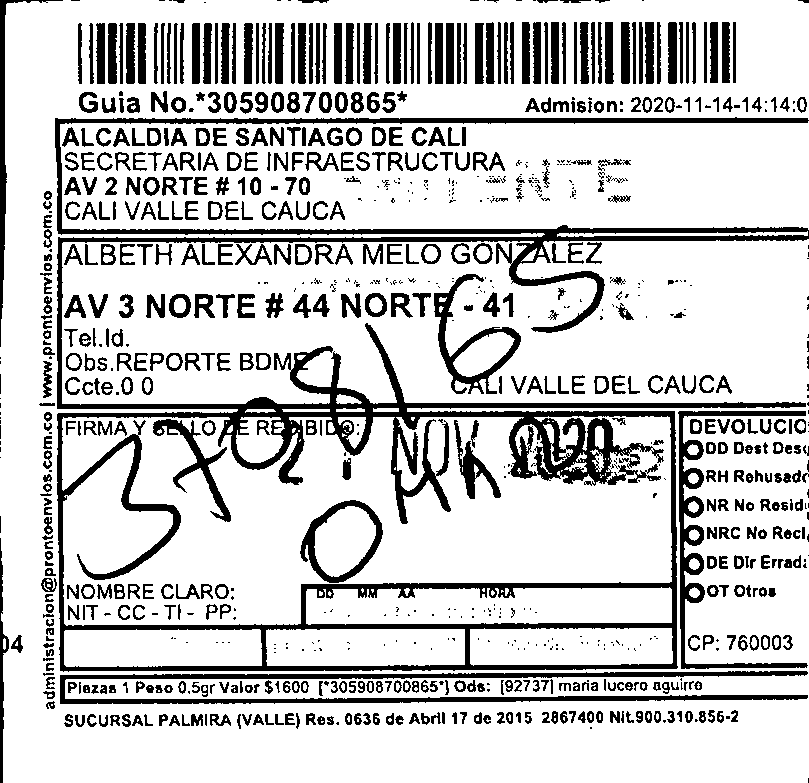 Guia No.*305908700865*
Admision: 2020-11-14-14:14:0
ALCALDIA DE SANTIAGO DE CALI
SECRETARIA DE INFRAESTRUCTURA
AV 2 NORTE # 10 - 70
CALI VALLE DEL CAUCA
ALBETH ALEXANDRA MELO GONZALEZ
AV 3 NORTE # 44 NORTE - 41
Tel.Id.
Obs.REPORTE BDME
Ccte.0 0
CALI VALLE DEL CAUCA
FIRMA Y SELLO DE RECIBIDO:
21 NOV 2020
DEVOLUCIO
DD Dest Des
RH Rehusado
NR No Resid
NRC No Recl
DE Dir Errada
OT Otros
NOMBRE CLARO:
NIT - CC - TI - PP:
DD MM AA HORA
04
CP: 760003
administracion@prontoenvios.com.co | www.prontoenvios.com.co
Piezas 1 Peso 0.5gr Valor $1600 [*305908700865*] Ods: [92737] maria lucero aguirre
SUCURSAL PALMIRA (VALLE) Res. 0636 de Abril 17 de 2015 2867400 Nit.900.310.856-2